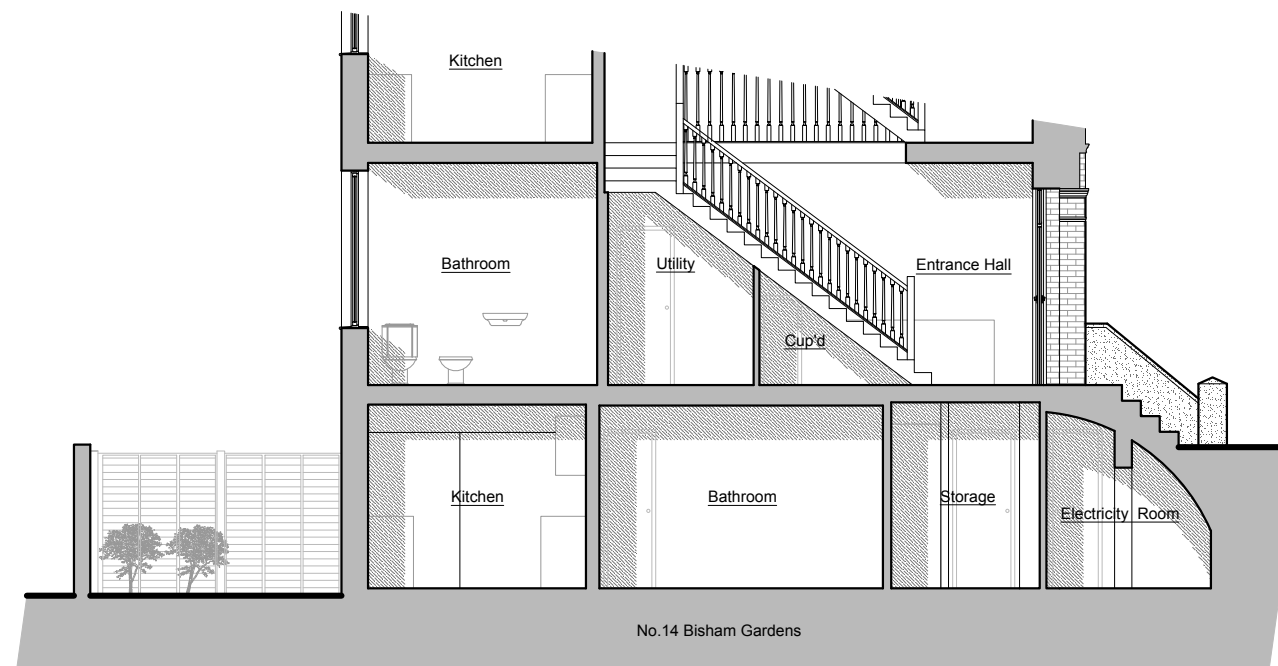 Kitchen
Bathroom
Utility
Entrance Hall
Cup'd
Kitchen
Bathroom
Storage
Electricity Room
No.14 Bisham Gardens